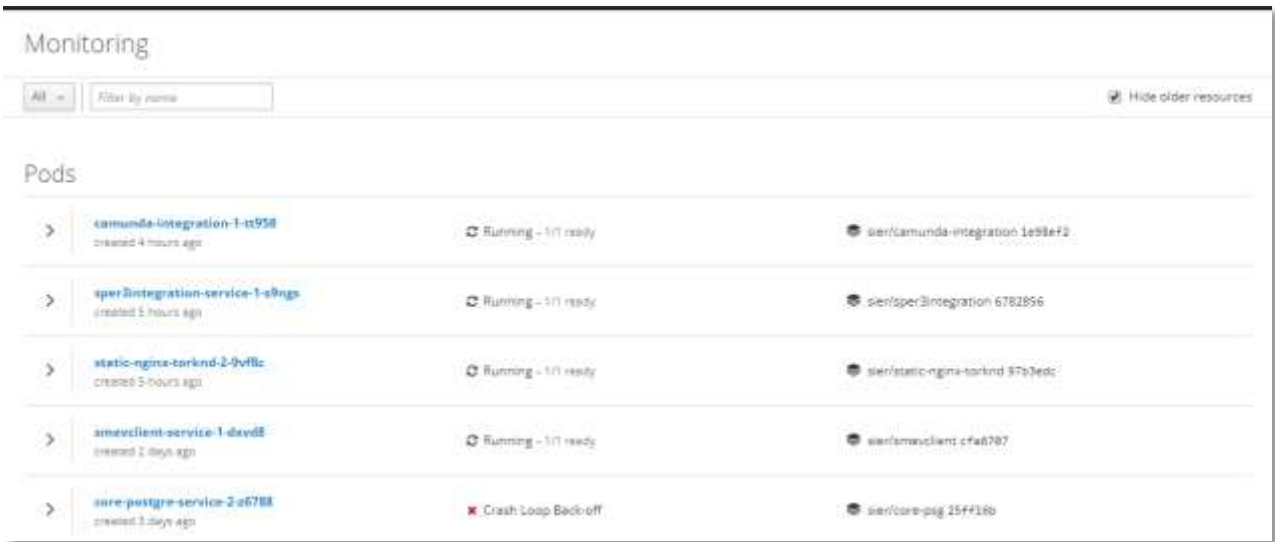 Monitoring
All
Filter by name
Hide older resources
Pods
camunda-integration-1-tt958
created 4 hours ago
Running – 1/1 ready
sier/camunda-integration 1e98ef2
sper3integration-service-1-s9ngs
created 5 hours ago
Running – 1/1 ready
sier/sper3integration 6782856
static-nginx-torknd-2-9vf8c
created 5 hours ago
Running – 1/1 ready
sier/static-nginx-torknd 97b3edc
smevclient-service-1-dxvd8
created 2 days ago
Running – 1/1 ready
sier/smevclient cfa8707
core-postgre-service-2-z6788
created 3 days ago
Crash Loop Back-off
sier/core-psg 25ff16b